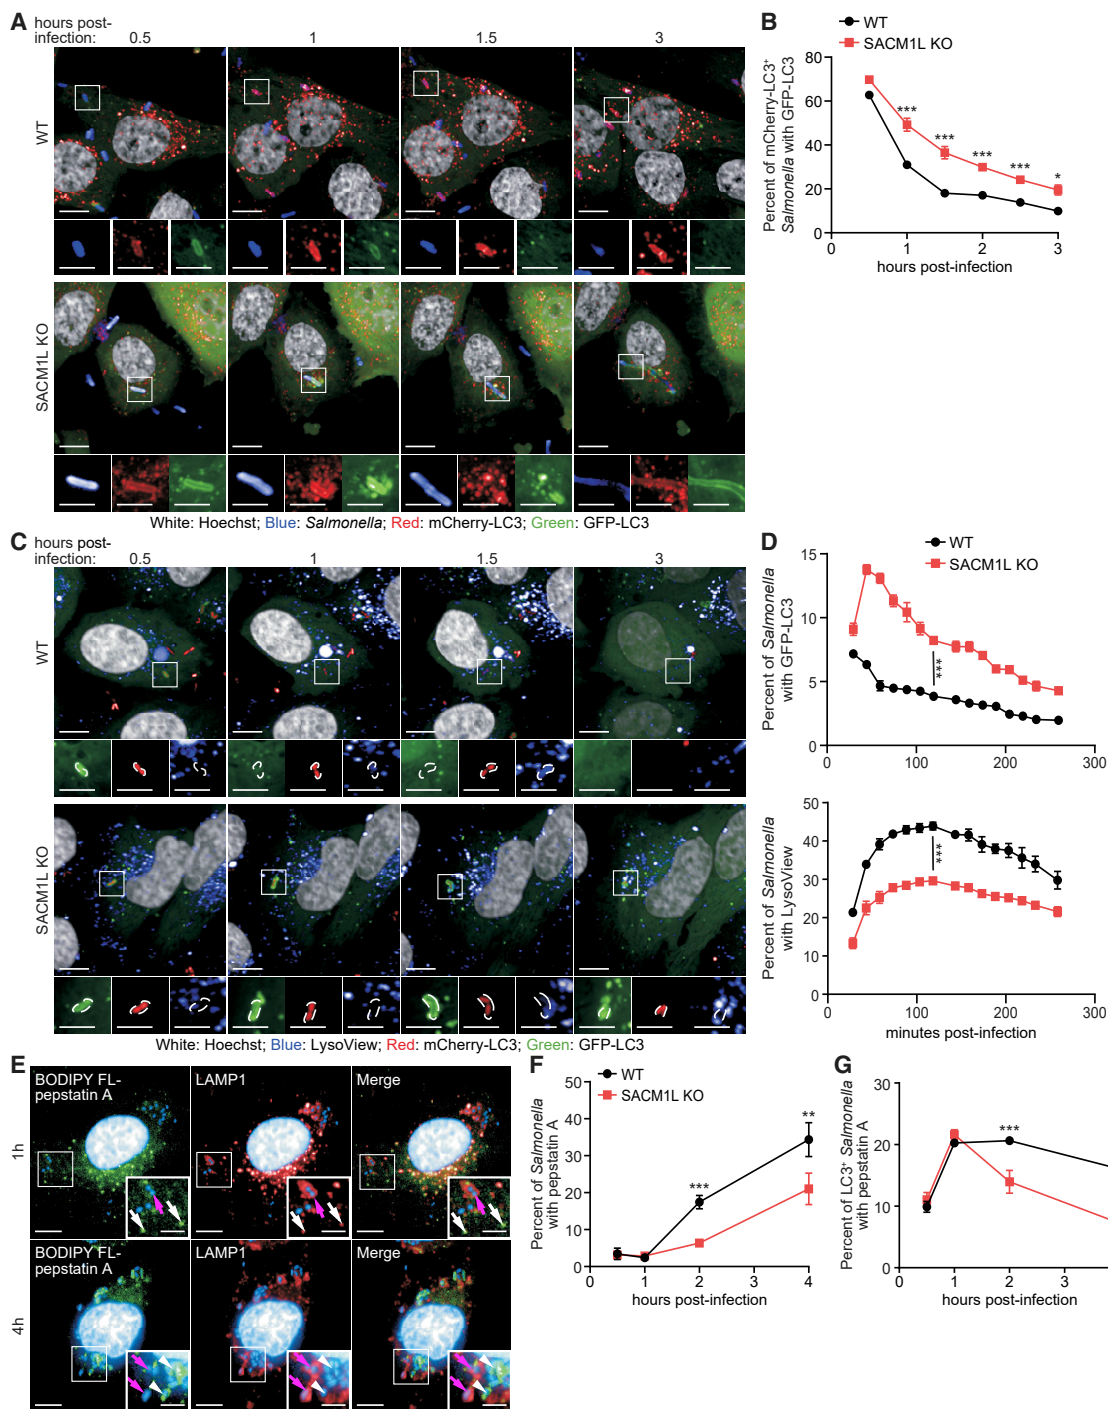 A
hours post-
infection:
0.5
1
1.5
3
WT
SACM1L KO
White: Hoechst; Blue: Salmonella; Red: mCherry-LC3; Green: GFP-LC3
B
WT
SACM1L KO
Percent of mCherry-LC3+
Salmonella with GFP-LC3
80
60
40
20
0
***
***
***
***
*
0
1
2
3
hours post-infection
C
hours post-
infection:
0.5
1
1.5
3
WT
SACM1L KO
White: Hoechst; Blue: LysoView; Red: mCherry-LC3; Green: GFP-LC3
D
WT
SACM1L KO
Percent of Salmonella
with GFP-LC3
15
10
5
0
***
0
100
200
300
Percent of Salmonella
with LysoView
50
40
30
20
10
0
***
0
100
200
300
minutes post-infection
E
BODIPY FL-
pepstatin A
LAMP1
Merge
1h
BODIPY FL-
pepstatin A
LAMP1
Merge
4h
F
WT
SACM1L KO
Percent of Salmonella
with pepstatin A
50
40
30
20
10
0
***
**
0
1
2
3
4
hours post-infection
G
Percent of LC3+ Salmonella
with pepstatin A
30
20
10
0
***
0
1
2
3
hours post-infection